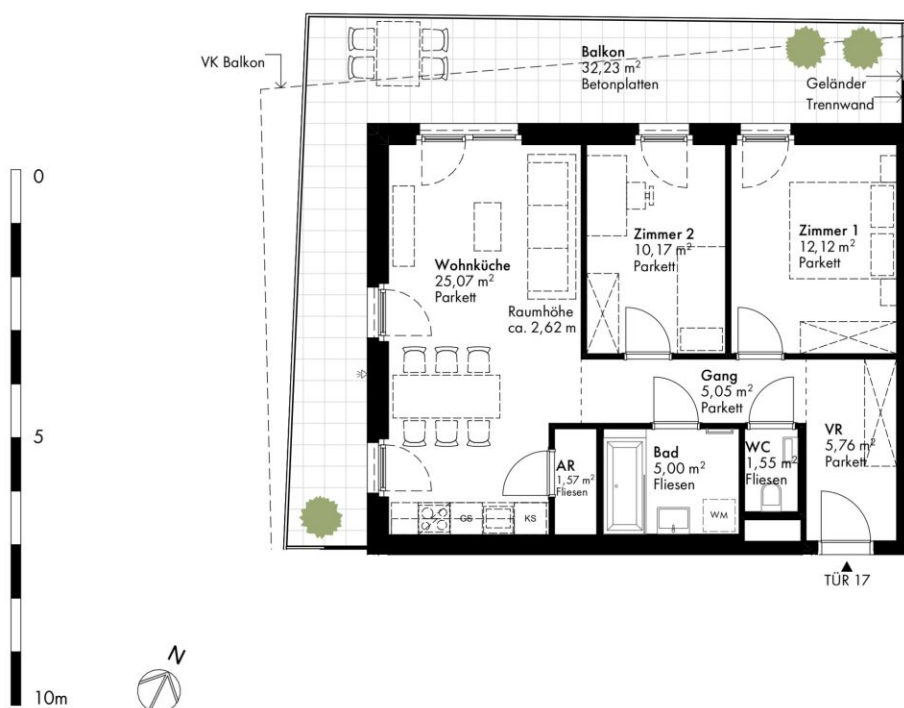 VK Balkon
Balkon
32,23 m²
Betonplatten
Geländer
Trennwand
0
Wohnküche
25,07 m²
Parkett
Raumhöhe
ca. 2,62 m
Zimmer 2
10,17 m²
Parkett
Zimmer 1
12,12 m²
Parkett
Gang
5,05 m²
Parkett
VR
5,76 m²
Parkett
5
AR
1,57 m²
Fliesen
Bad
5,00 m²
Fliesen
WC
1,55 m²
Fliesen
GS
KS
WM
TÜR 17
N
10m